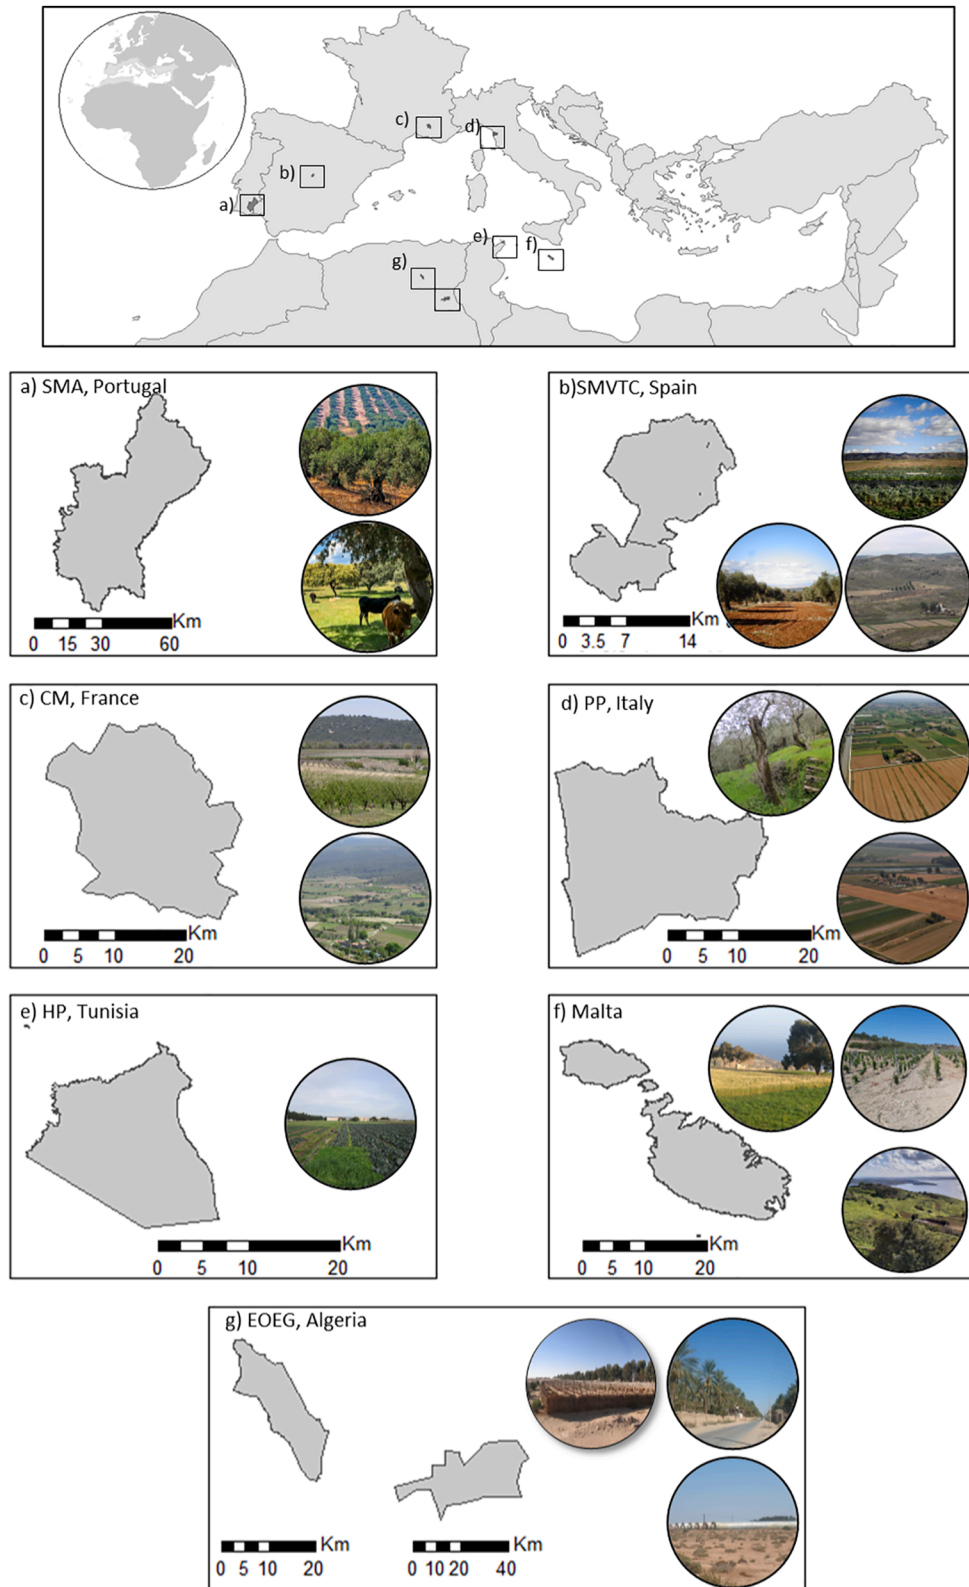 c)
d)
b)
a)
e)
f)
g)
a) SMA, Portugal
Km
0 15 30 60
b)SMVTC, Spain
Km
0 3.5 7 14
c) CM, France
Km
0 5 10 20
d) PP, Italy
Km
0 5 10 20
e) HP, Tunisia
Km
0 5 10 20
f) Malta
Km
0 5 10 20
g) EOEG, Algeria
Km
0 5 10 20
Km
0 10 20 40